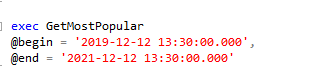 exec GetMostPopular
@begin = '2019-12-12 13:30:00.000',
@end = '2021-12-12 13:30:00.000'